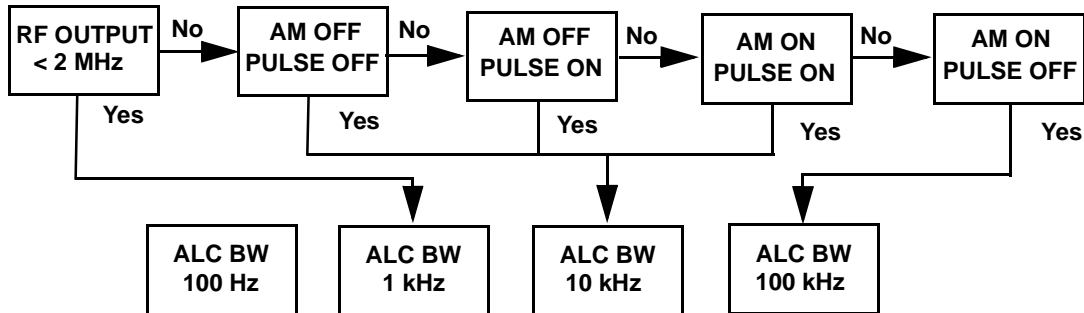 RF OUTPUT
< 2 MHz
No
AM OFF
PULSE OFF
No
AM OFF
PULSE ON
No
AM ON
PULSE ON
No
AM ON
PULSE OFF
Yes
Yes
Yes
Yes
Yes
ALC BW
100 Hz
ALC BW
1 kHz
ALC BW
10 kHz
ALC BW
100 kHz